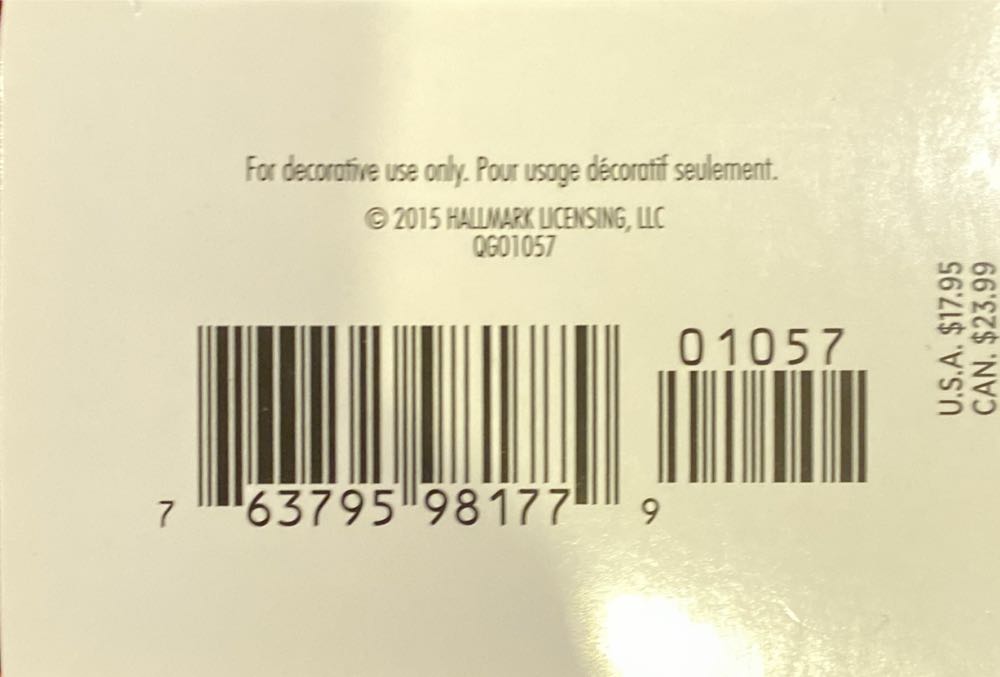 For decorative use only. Pour usage décoratif seulement.
© 2015 HALLMARK LICENSING, LLC
QGO1057
01057
7 63795 98177 9
U.S.A. $17.95
CAN. $23.99